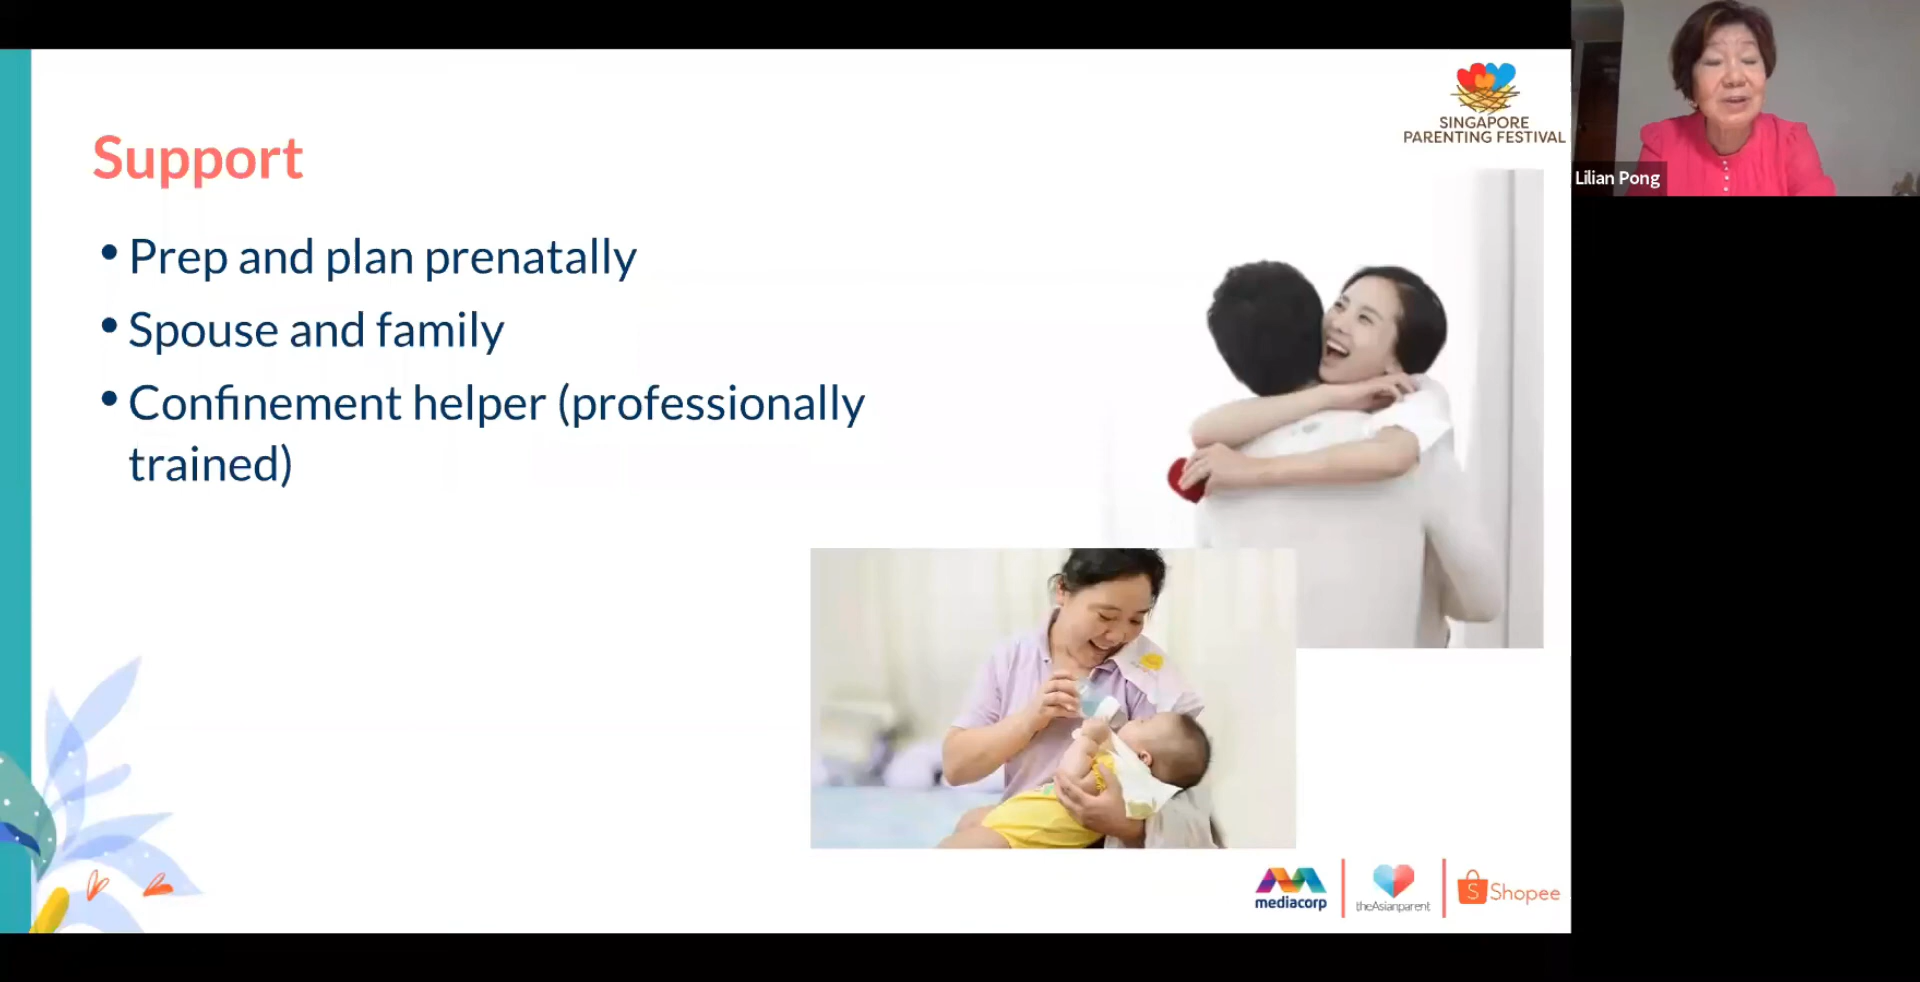 SINGAPORE
PARENTING FESTIVAL
Lilian Pong
Support
• Prep and plan prenatally
• Spouse and family
• Confinement helper (professionally
trained)
mediacorp
theAsianparent
S Shopee